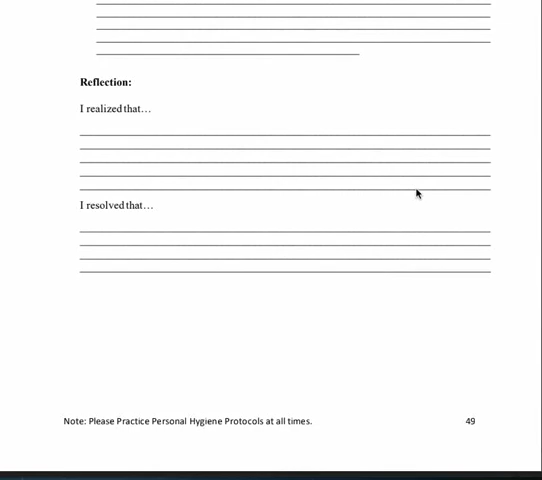 Reflection:
I realized that…
I resolved that…
Note: Please Practice Personal Hygiene Protocols at all times. 49